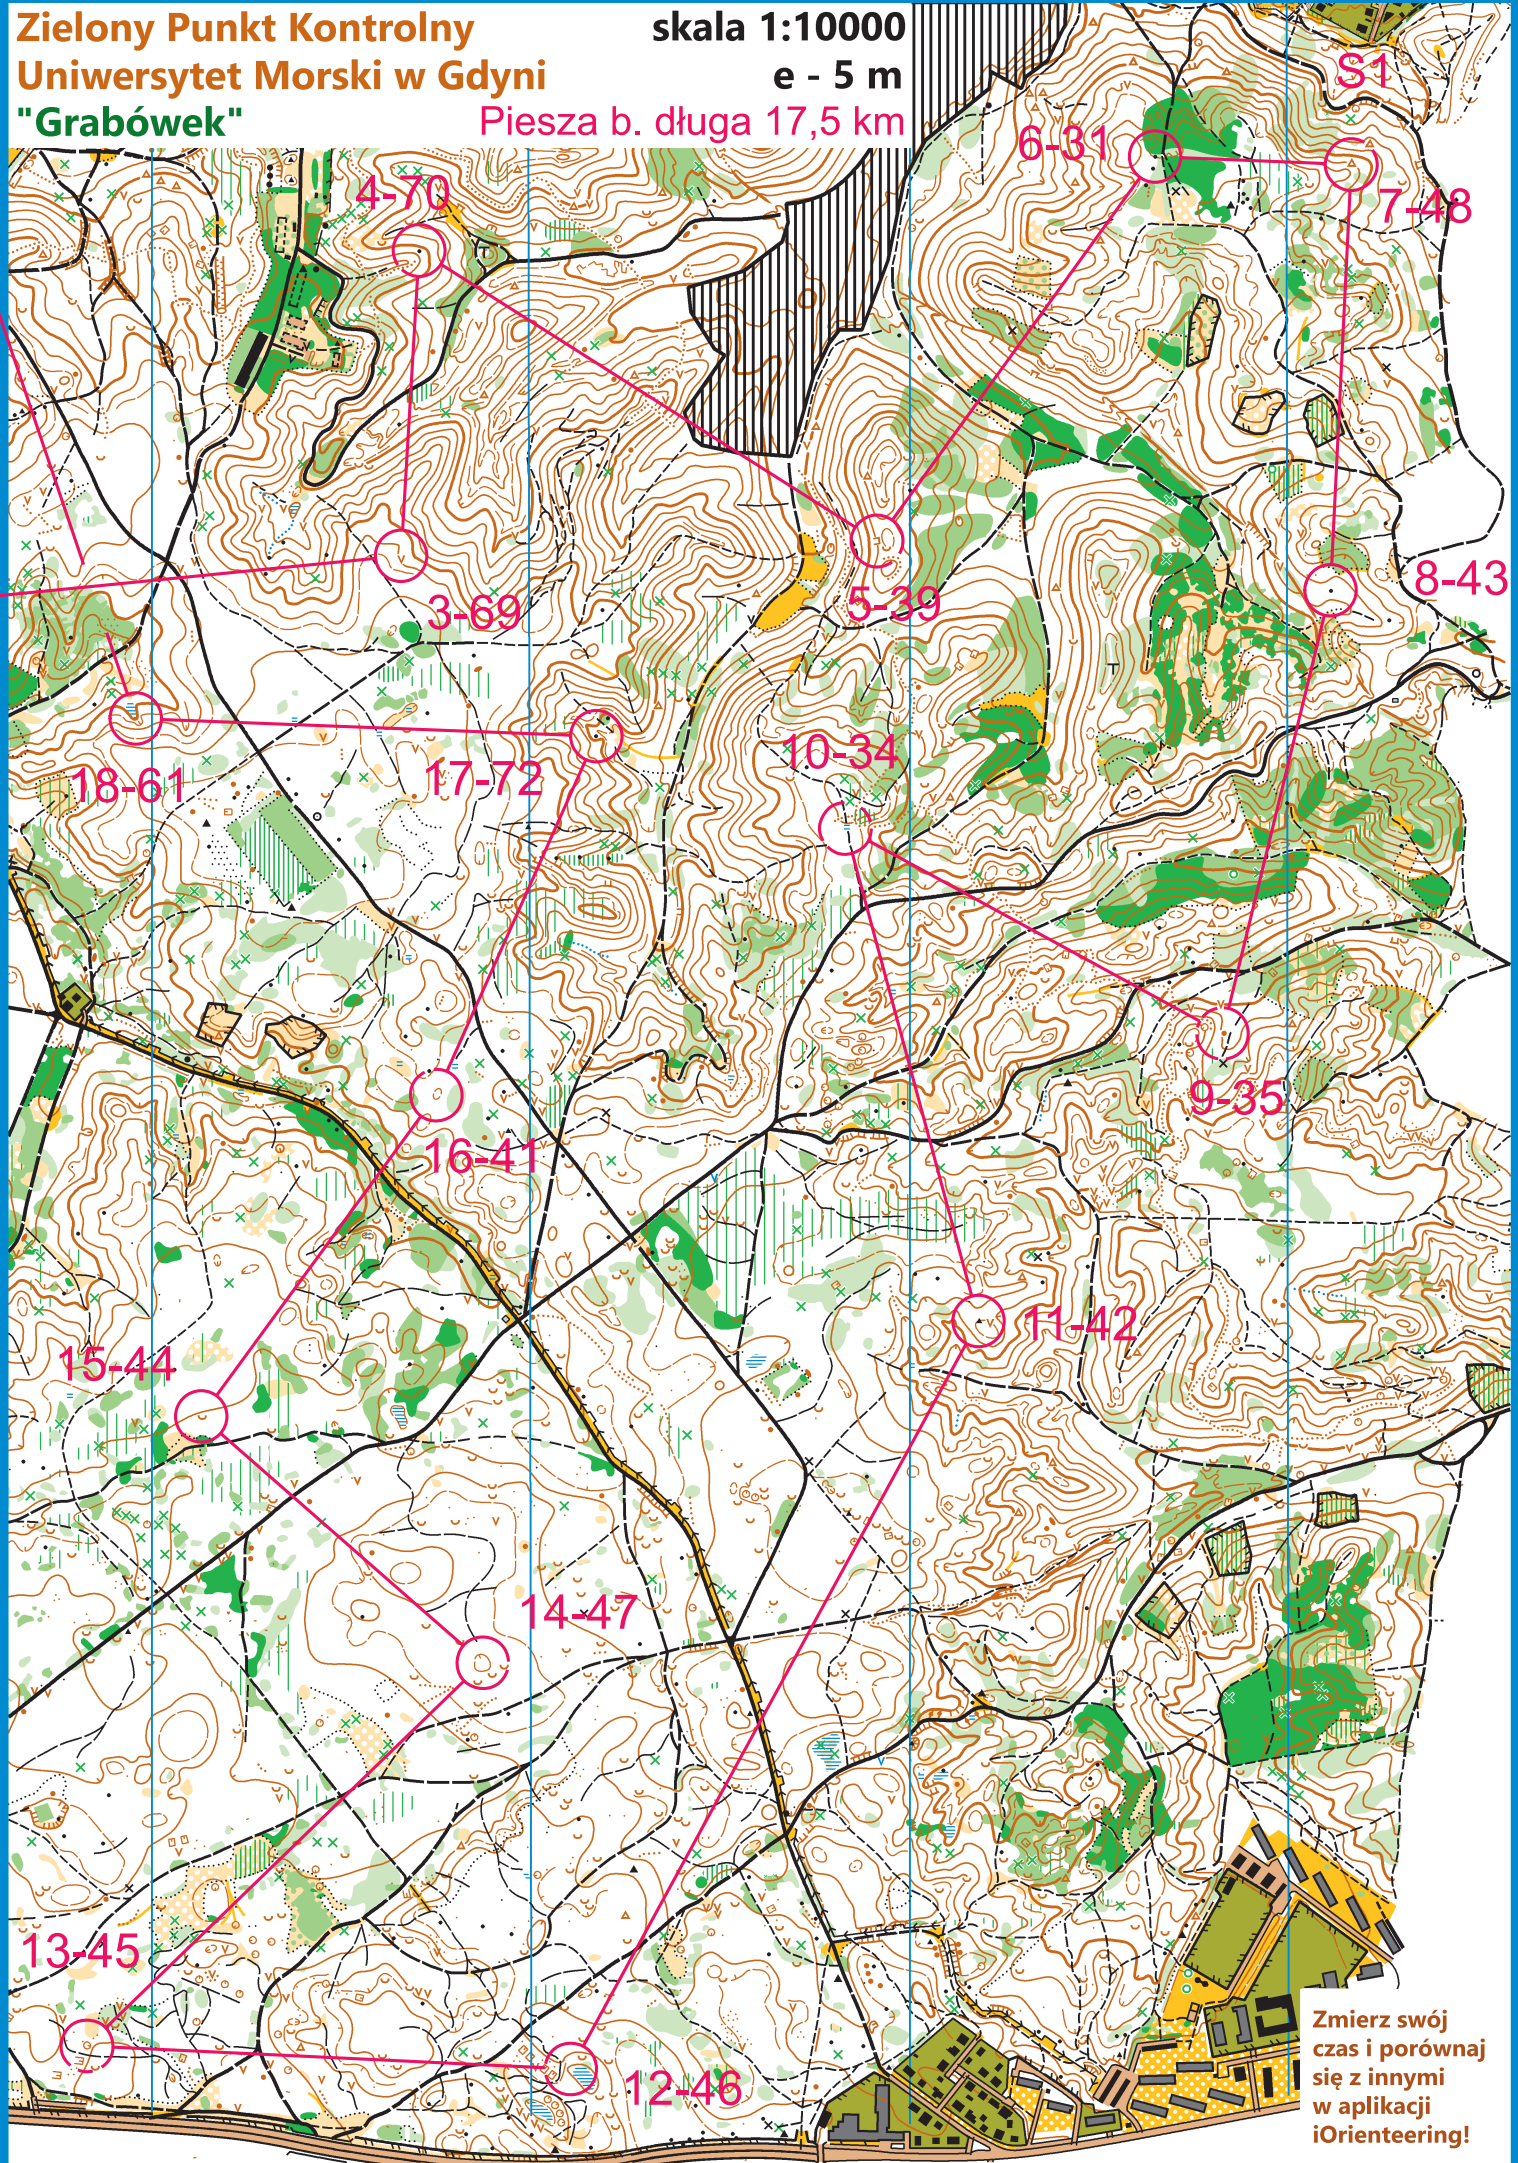 Zielony Punkt Kontrolny
Uniwersytet Morski w Gdyni
"Grabówek"
skala 1:10000
e - 5 m
Piesza b. długa 17,5 km
S1
6-31
7-48
4-70
8-43
5-39
3-69
10-34
17-72
18-61
9-35
16-41
11-42
15-44
14-47
13-45
12-46
Zmierz swój
czas i porównaj
się z innymi
w aplikacji
iOrienteering!